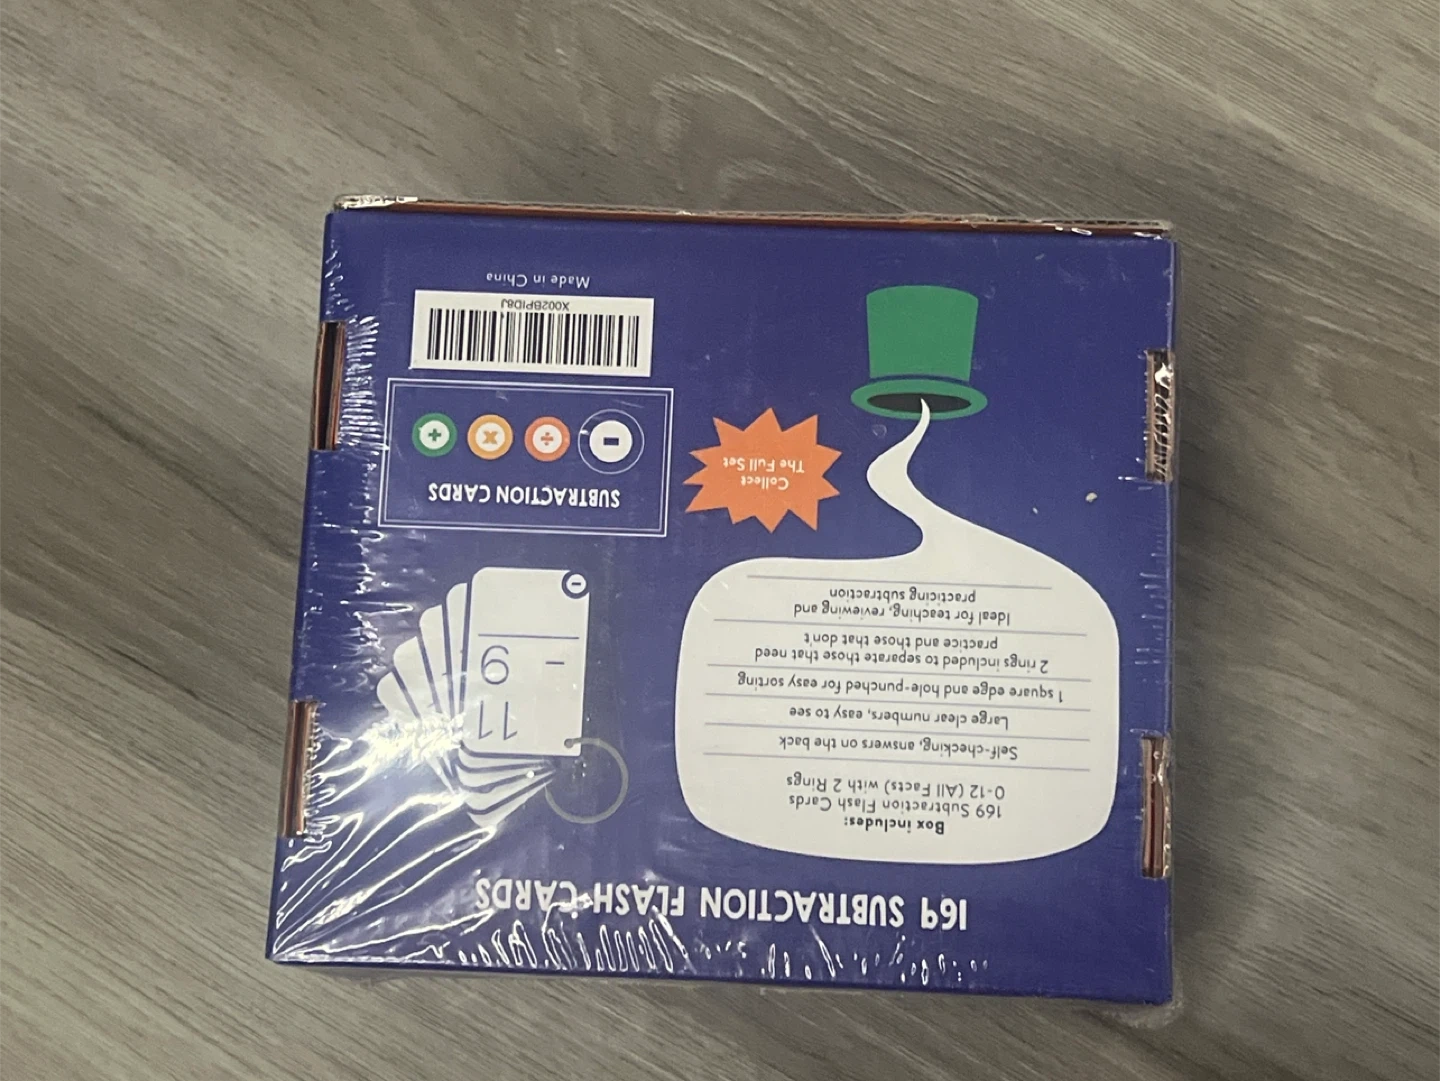 169 SUBTRACTION FLASH CARDS
Box includes:
169 Subtraction Flash Cards
0-12 (All Facts) with 2 Rings
Self-checking, answers on the back
Large clear numbers, easy to see
1 square edge and hole-punched for easy sorting
2 rings included to separate those that need
practice and those that don't
Ideal for teaching, reviewing and
practicing subtraction
11
- 9
-
Collect
The Full Set
SUBTRACTION CARDS
- ÷ x +
X002BPID8J
Made in China